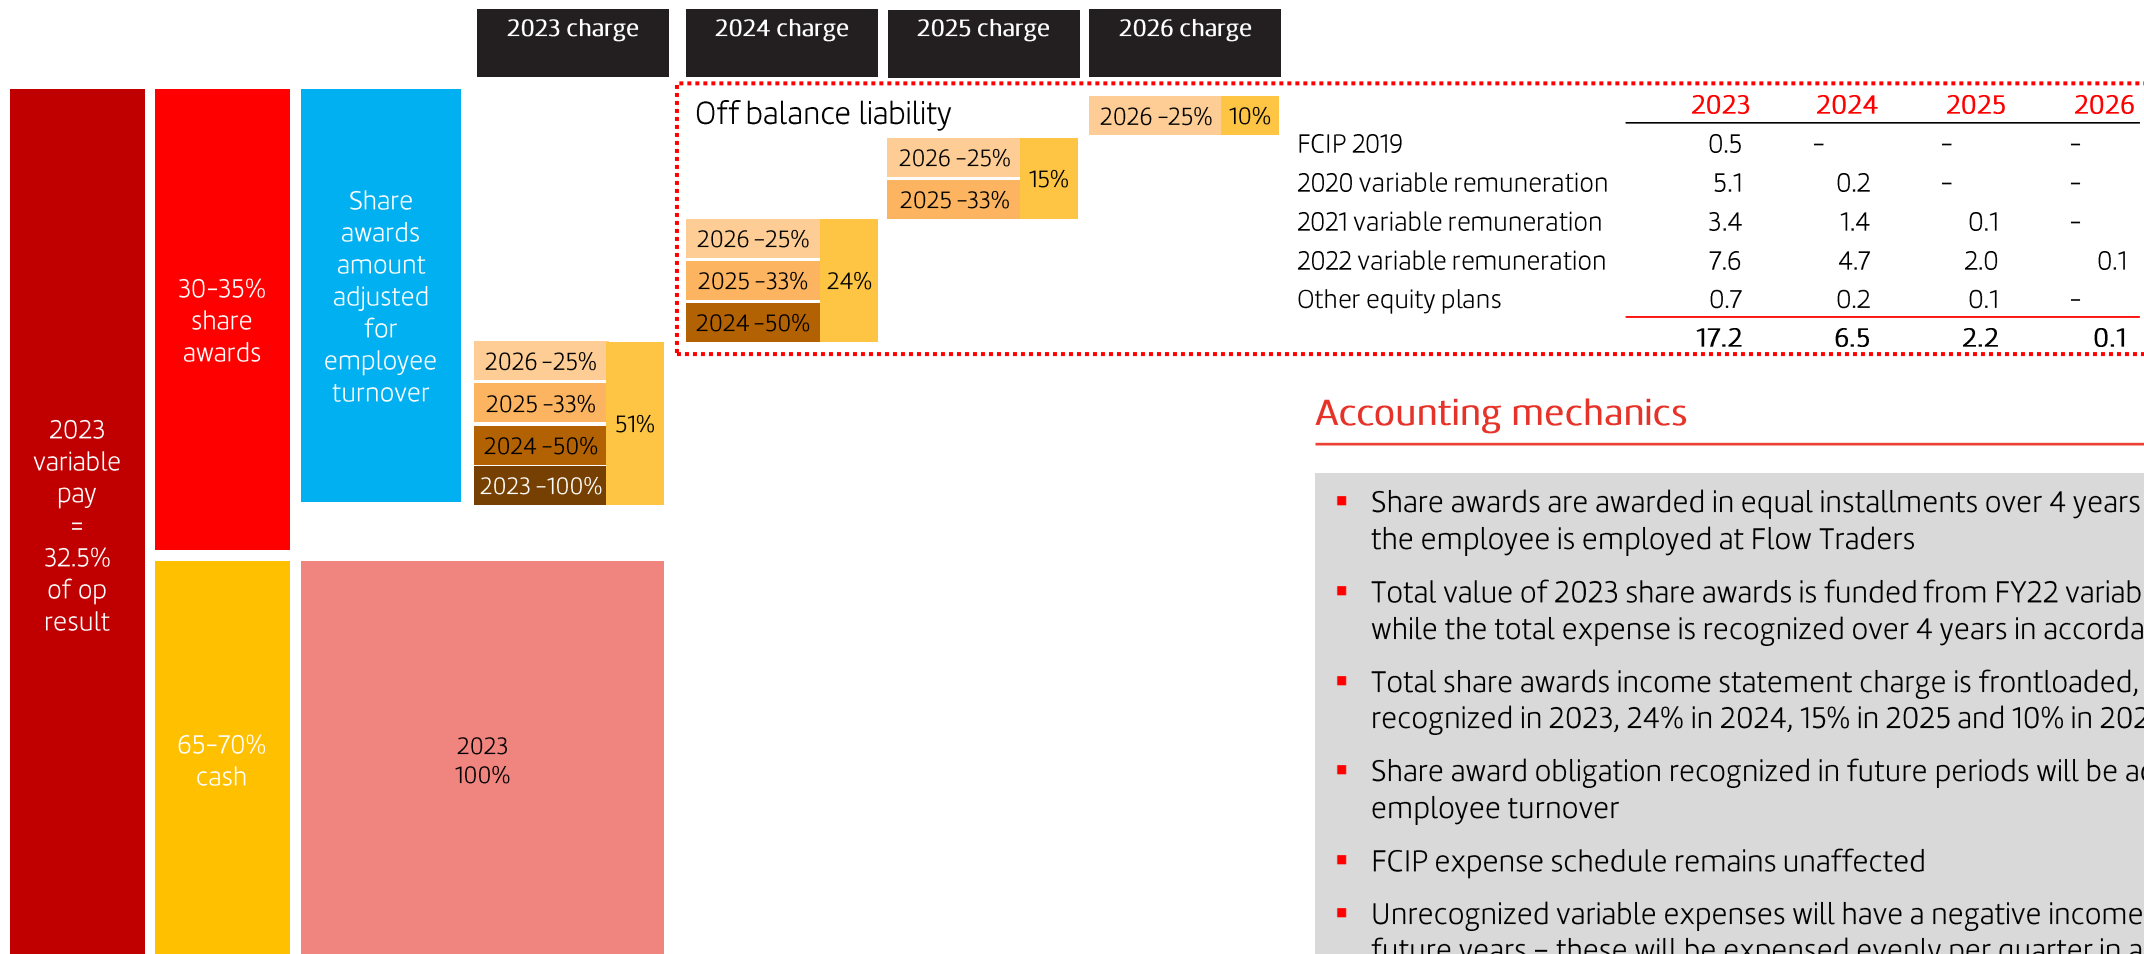 2023 charge
2024 charge
2025 charge
2026 charge
2023
variable
pay
=
32.5%
of op
result
30-35%
share
awards
65-70%
cash
Share
awards
amount
adjusted
for
employee
turnover
2026 -25%
2025 -33%
2024 -50%
2023 -100%
51%
2023
100%
Off balance liability
2026 -25%
2025 -33%
2024 -50%
24%
2026 -25%
2025 -33%
15%
2026 -25% 10%
2023 2024 2025 2026
FCIP 2019 0.5 - - -
2020 variable remuneration 5.1 0.2 - -
2021 variable remuneration 3.4 1.4 0.1 -
2022 variable remuneration 7.6 4.7 2.0 0.1
Other equity plans 0.7 0.2 0.1 -
17.2 6.5 2.2 0.1
Accounting mechanics
▪ Share awards are awarded in equal installments over 4 years
the employee is employed at Flow Traders
▪ Total value of 2023 share awards is funded from FY22 variab
while the total expense is recognized over 4 years in accorda
▪ Total share awards income statement charge is frontloaded,
recognized in 2023, 24% in 2024, 15% in 2025 and 10% in 202
▪ Share award obligation recognized in future periods will be a
employee turnover
▪ FCIP expense schedule remains unaffected
▪ Unrecognized variable expenses will have a negative income
future years – these will be expensed evenly per quarter in a